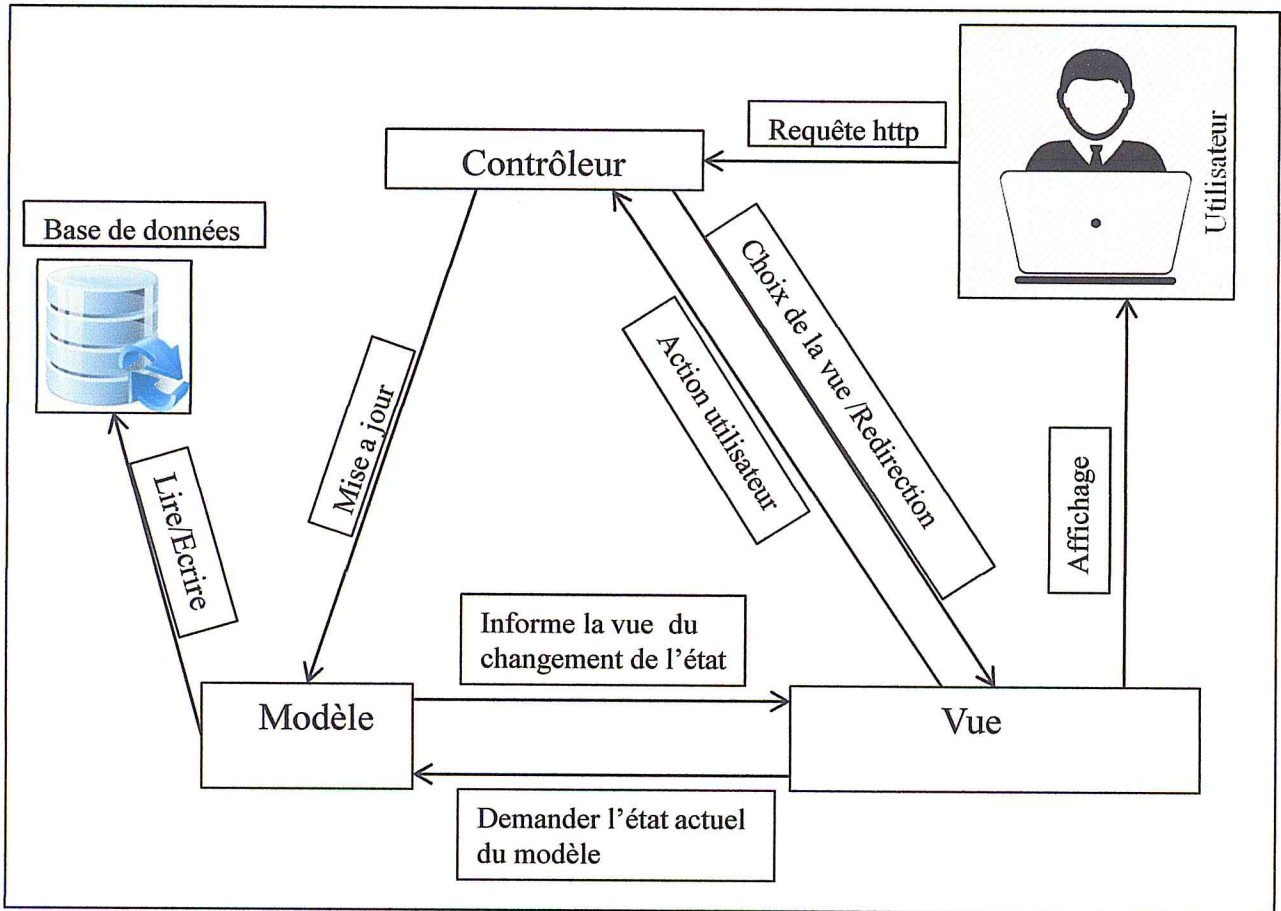 Requête http
Contrôleur
Utilisateur
Base de données
Choix de la vue /Redirection
Action utilisateur
Mise a jour
Lire/Ecrire
Affichage
Informe la vue du
changement de l'état
Modèle
Vue
Demander l'état actuel
du modèle